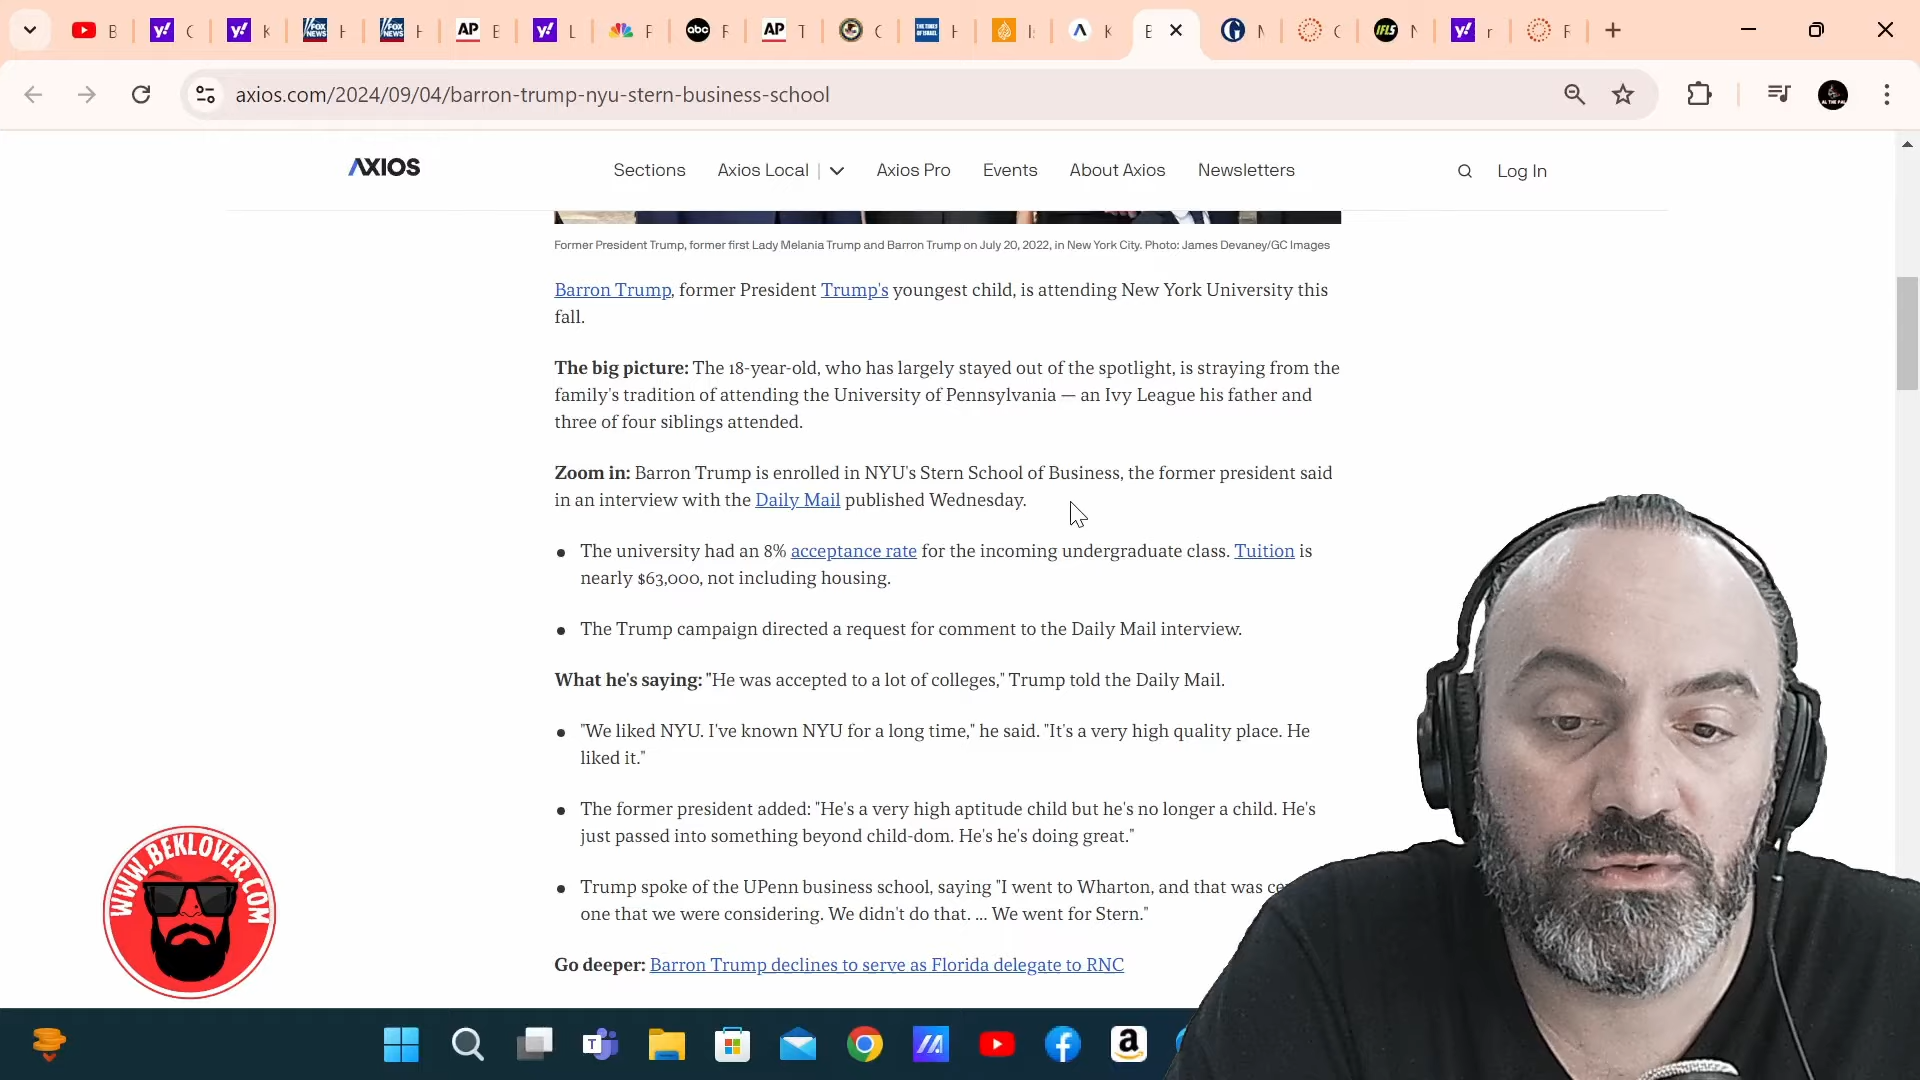 B
C
K
H
H
E
L
F
abc
F
T
C
H
I
K
E
M
C
N
r
F
axios.com/2024/09/04/barron-trump-nyu-stern-business-school
AL THE PAL
AXIOS
Sections
Axios Local
Axios Pro
Events
About Axios
Newsletters
Log In
Former President Trump, former first Lady Melania Trump and Barron Trump on July 20, 2022, in New York City. Photo: James Devaney/GC Images
Barron Trump, former President Trump's youngest child, is attending New York University this
fall.
The big picture: The 18-year-old, who has largely stayed out of the spotlight, is straying from the
family's tradition of attending the University of Pennsylvania — an Ivy League his father and
three of four siblings attended.
Zoom in: Barron Trump is enrolled in NYU's Stern School of Business, the former president said
in an interview with the Daily Mail published Wednesday.
The university had an 8% acceptance rate for the incoming undergraduate class. Tuition is
nearly $63,000, not including housing.
The Trump campaign directed a request for comment to the Daily Mail interview.
What he's saying: "He was accepted to a lot of colleges," Trump told the Daily Mail.
"We liked NYU. I've known NYU for a long time," he said. "It's a very high quality place. He
liked it."
The former president added: "He's a very high aptitude child but he's no longer a child. He's
just passed into something beyond child-dom. He's he's doing great."
Trump spoke of the UPenn business school, saying "I went to Wharton, and that was
one that we were considering. We didn't do that. ... We went for Stern."
Go deeper: Barron Trump declines to serve as Florida delegate to RNC
WWW.BEKLOVER.COM